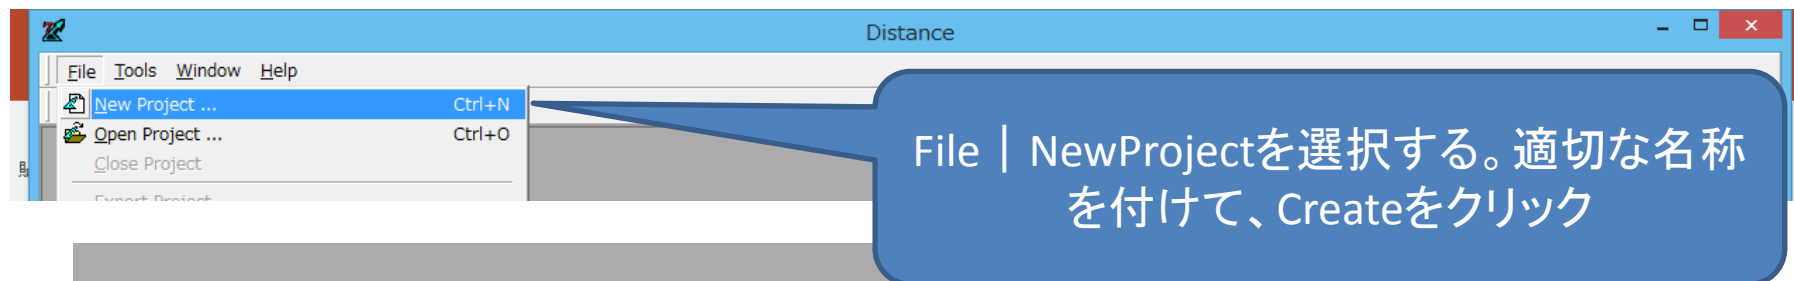 Distance
File Tools Window Help
New Project ... Ctrl+N
Open Project ... Ctrl+O
Close Project
Export Project
File｜NewProjectを選択する。適切な名称
を付けて、Createをクリック